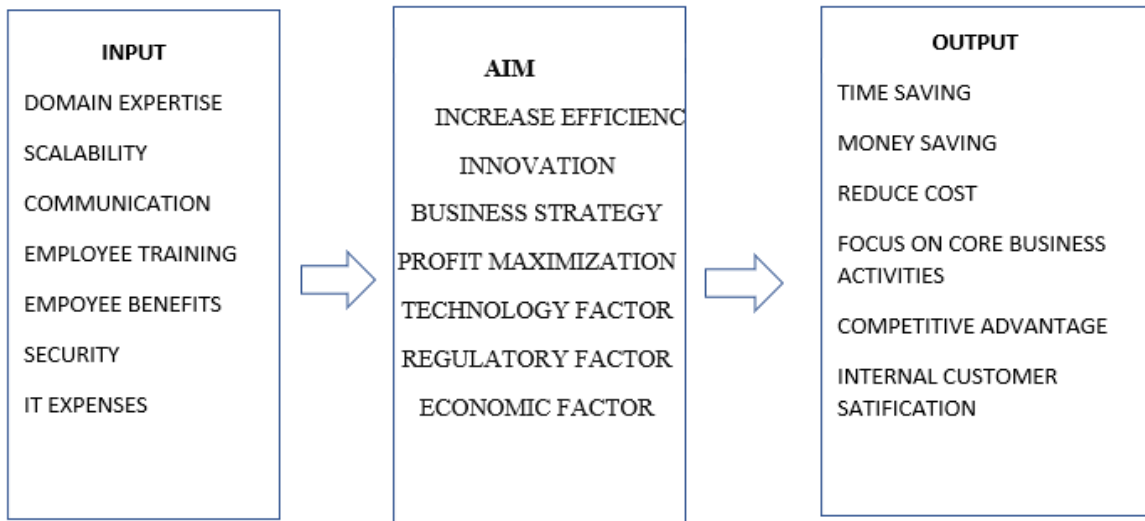 INPUT
DOMAIN EXPERTISE
SCALABILITY
COMMUNICATION
EMPLOYEE TRAINING
EMPOYEE BENEFITS
SECURITY
IT EXPENSES
AIM
INCREASE EFFICIENC
INNOVATION
BUSINESS STRATEGY
PROFIT MAXIMIZATION
TECHNOLOGY FACTOR
REGULATORY FACTOR
ECONOMIC FACTOR
OUTPUT
TIME SAVING
MONEY SAVING
REDUCE COST
FOCUS ON CORE BUSINESS
ACTIVITIES
COMPETITIVE ADVANTAGE
INTERNAL CUSTOMER
SATIFICATION